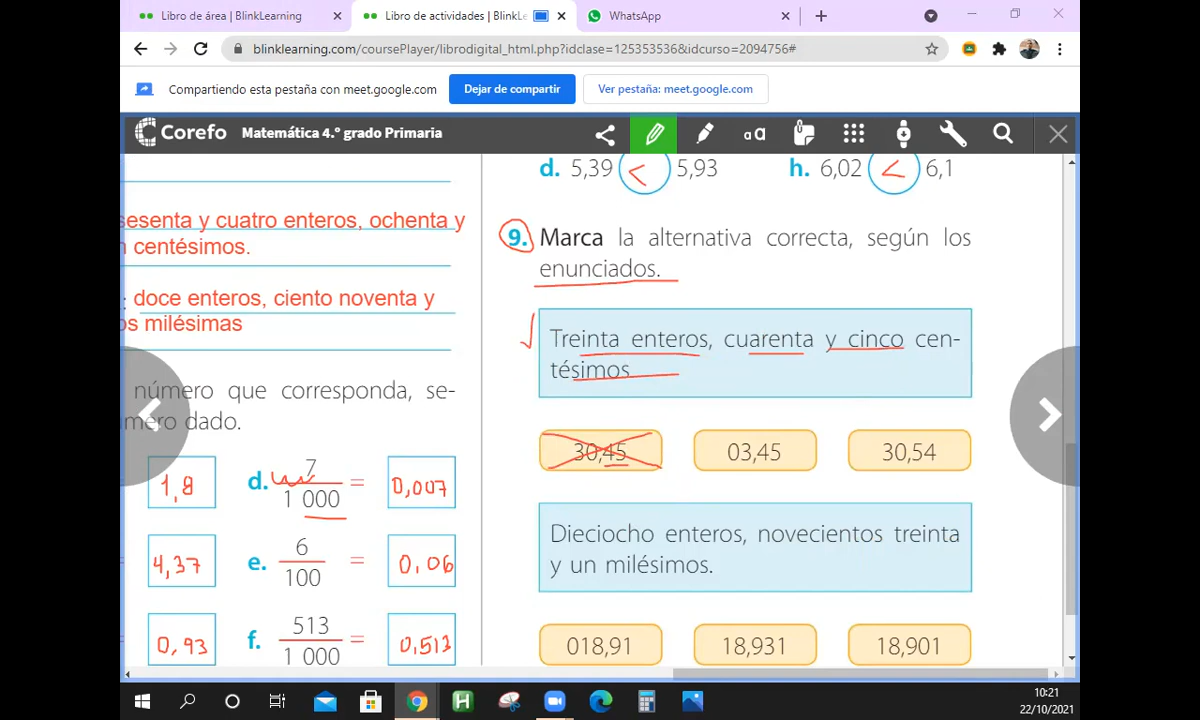 Libro de área | BlinkLearning
Libro de actividades | BlinkLe
WhatsApp
blinklearning.com/coursePlayer/librodigital_html.php?idclase=125353536&idcurso=2094756#
Compartiendo esta pestaña con meet.google.com
Dejar de compartir
Ver pestaña: meet.google.com
Corefo
Matemática 4.º grado Primaria
aa
sesenta y cuatro enteros, ochenta y
n centésimos.
: doce enteros, ciento noventa y
os milésimas
número que corresponda, se-
mero dado.
1,8
d. 7
1 000
=
0,007
4,37
e. 6
100
=
0,06
0,93
f. 513
1 000
=
0,513
d. 5,39 < 5,93
h. 6,02 < 6,1
9. Marca la alternativa correcta, según los
enunciados.
Treinta enteros, cuarenta y cinco cen-
tésimos
30,45
03,45
30,54
Dieciocho enteros, novecientos treinta
y un milésimos.
018,91
18,931
18,901
10:21
22/10/2021